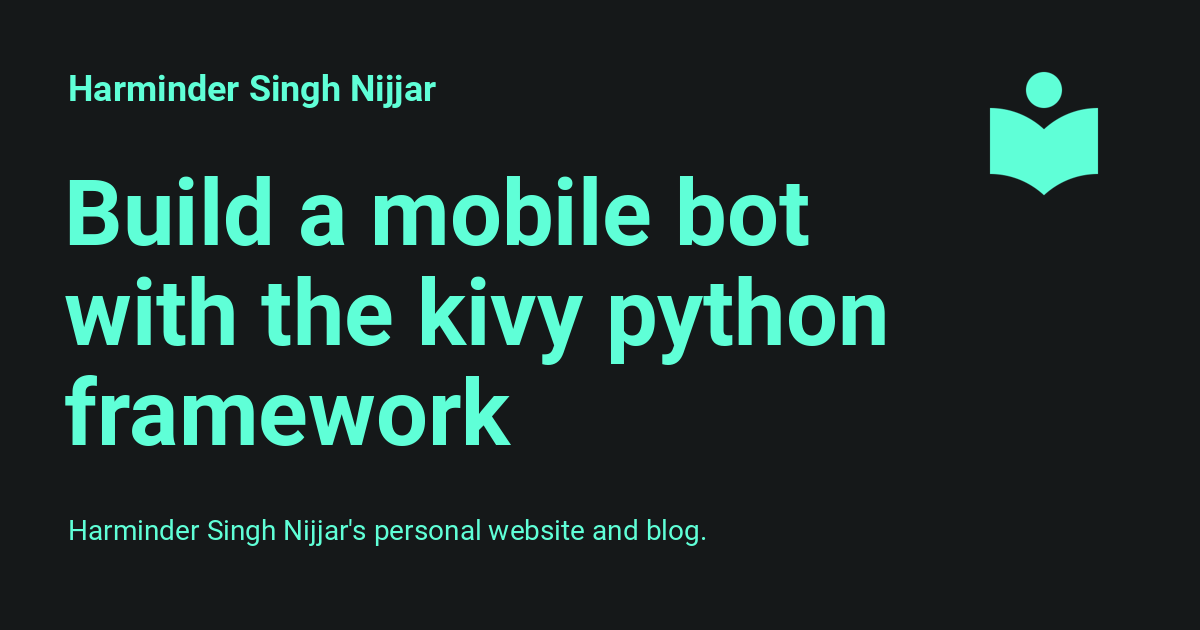 Harminder Singh Nijjar
Build a mobile bot
with the kivy python
framework
Harminder Singh Nijjar's personal website and blog.